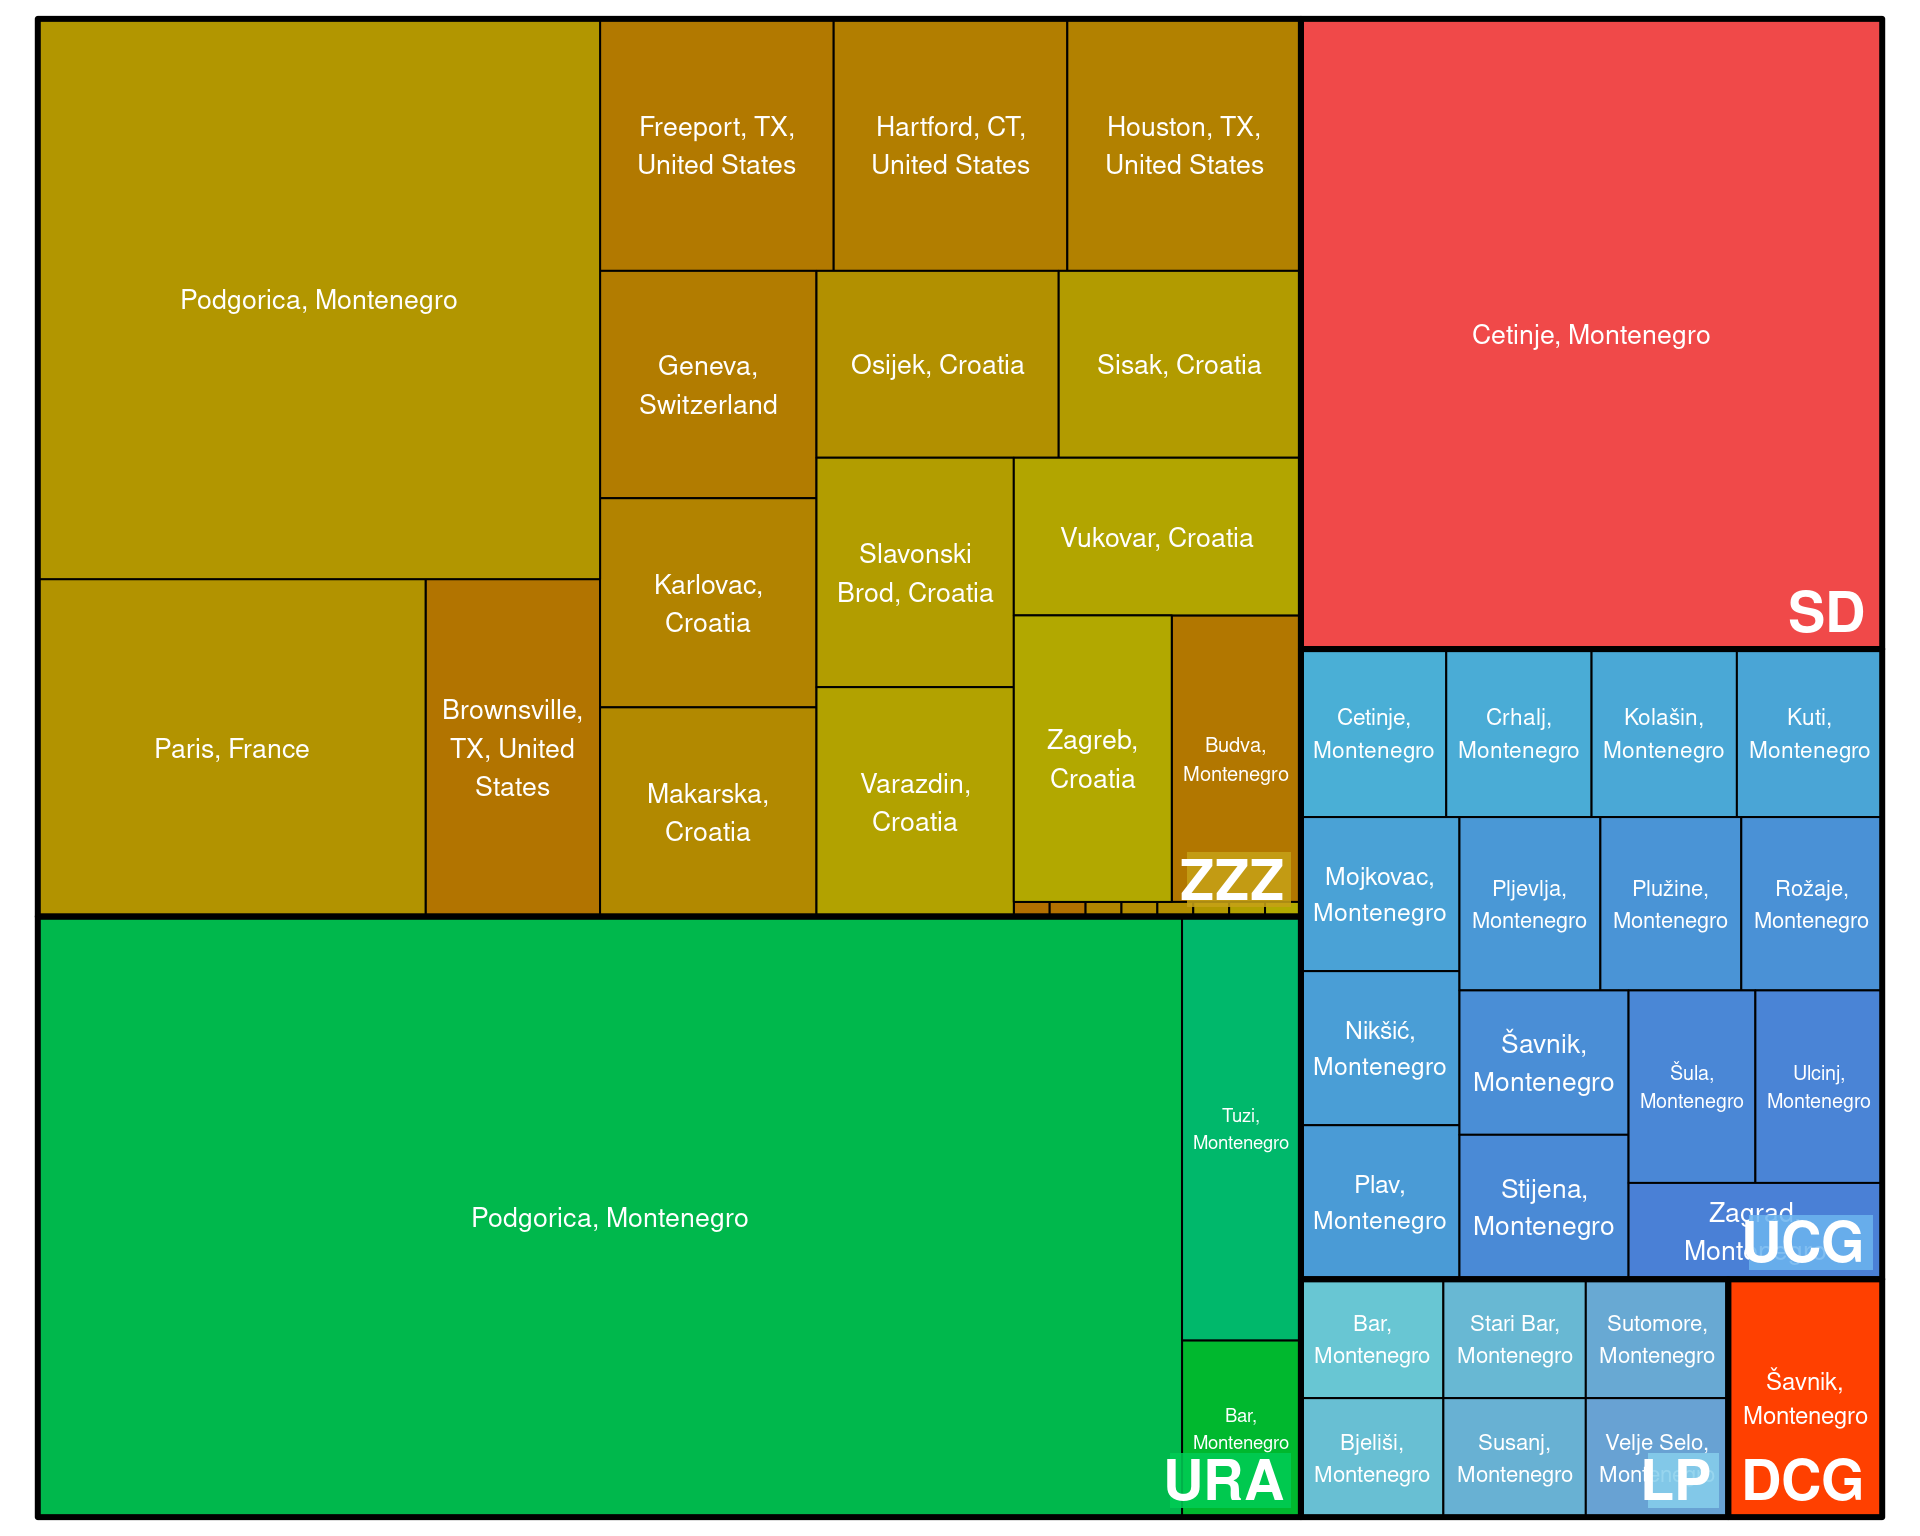 Podgorica, Montenegro
Freeport, TX,
United States
Hartford, CT,
United States
Houston, TX,
United States
Geneva,
Switzerland
Osijek, Croatia
Sisak, Croatia
Karlovac,
Croatia
Slavonski
Brod, Croatia
Vukovar, Croatia
Paris, France
Brownsville,
TX, United
States
Makarska,
Croatia
Varazdin,
Croatia
Zagreb,
Croatia
Budva,
Montenegro
ZZZ
Cetinje, Montenegro
SD
Cetinje,
Montenegro
Crhalj,
Montenegro
Kolašin,
Montenegro
Kuti,
Montenegro
Mojkovac,
Montenegro
Pljevlja,
Montenegro
Plužine,
Montenegro
Rožaje,
Montenegro
Nikšić,
Montenegro
Šavnik,
Montenegro
Šula,
Montenegro
Ulcinj,
Montenegro
Plav,
Montenegro
Stijena,
Montenegro
Zagrad,
Montenegro
UCG
Podgorica, Montenegro
Tuzi,
Montenegro
Bar,
Montenegro
URA
Bar,
Montenegro
Stari Bar,
Montenegro
Sutomore,
Montenegro
Bjeliši,
Montenegro
Susanj,
Montenegro
Velje Selo,
Montenegro
LP
Šavnik,
Montenegro
DCG